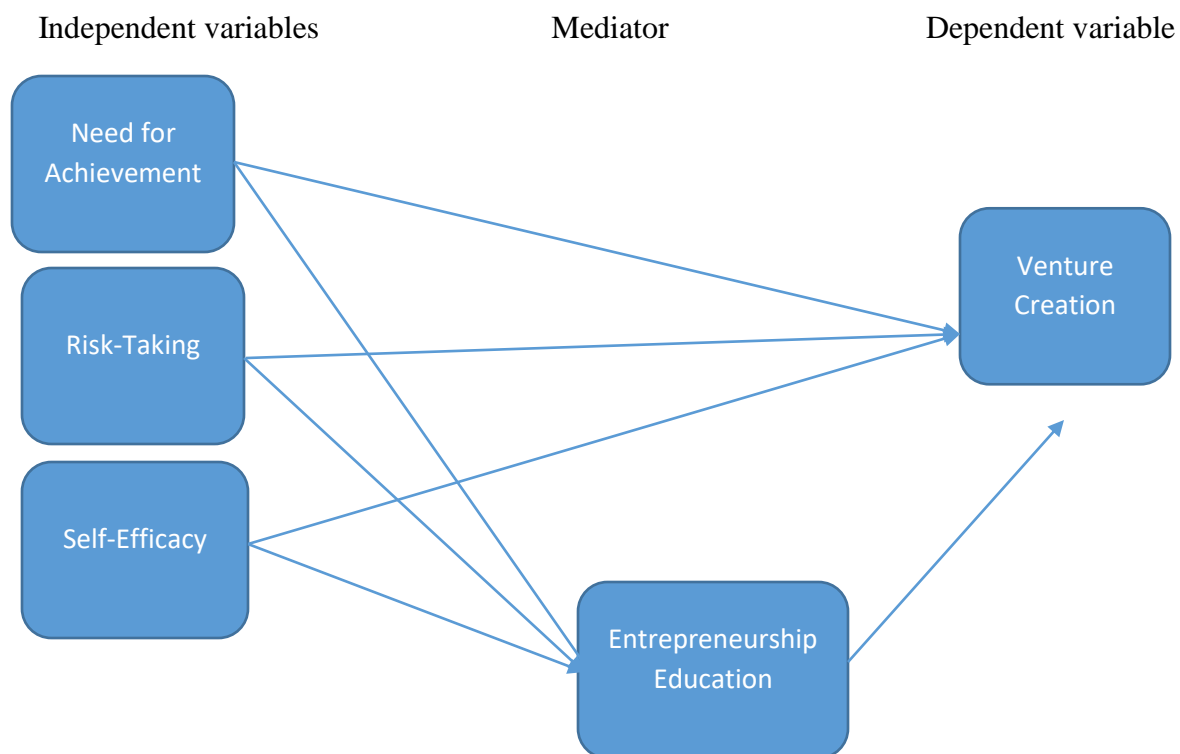 Independent variables
Mediator
Dependent variable
Need for
Achievement
Risk-Taking
Self-Efficacy
Entrepreneurship
Education
Venture
Creation